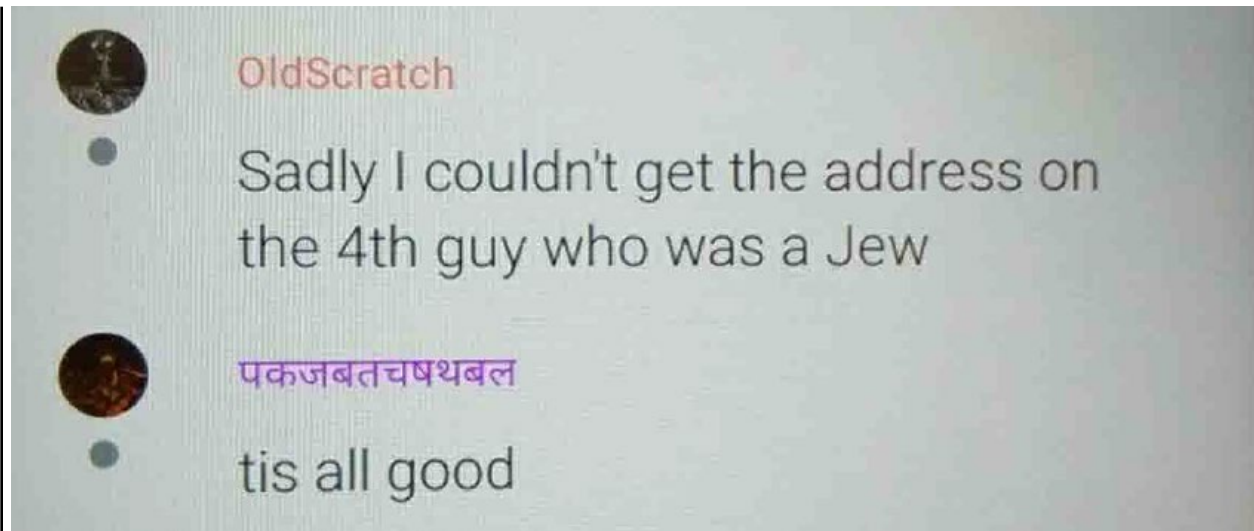 OldScratch
Sadly I couldn't get the address on
the 4th guy who was a Jew
पकजबतचषथबल
tis all good